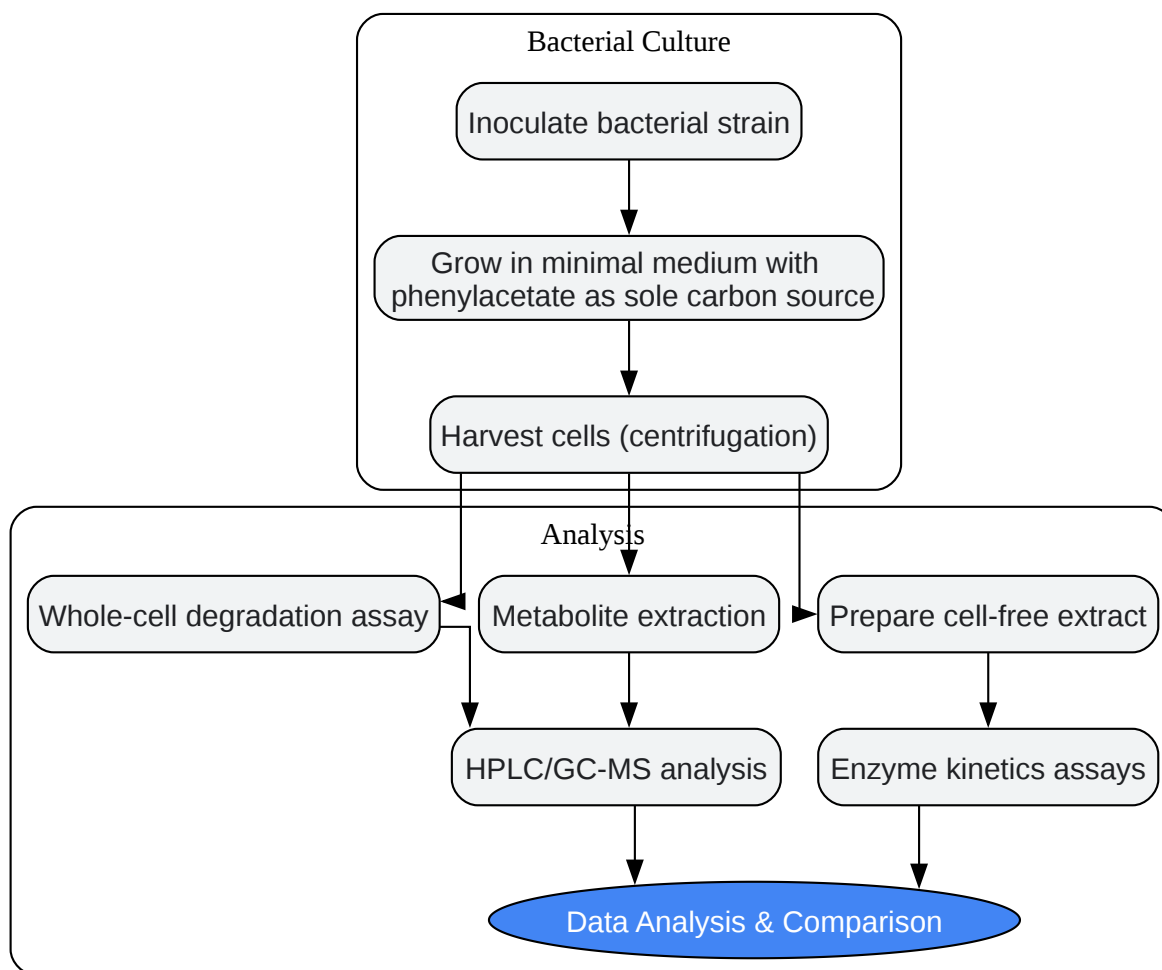 Bacterial Culture
Inoculate bacterial strain
Grow in minimal medium with
phenylacetate as sole carbon source
Harvest cells (centrifugation)
Analysis
Whole-cell degradation assay
Metabolite extraction
Prepare cell-free extract
HPLC/GC-MS analysis
Enzyme kinetics assays
Data Analysis & Comparison